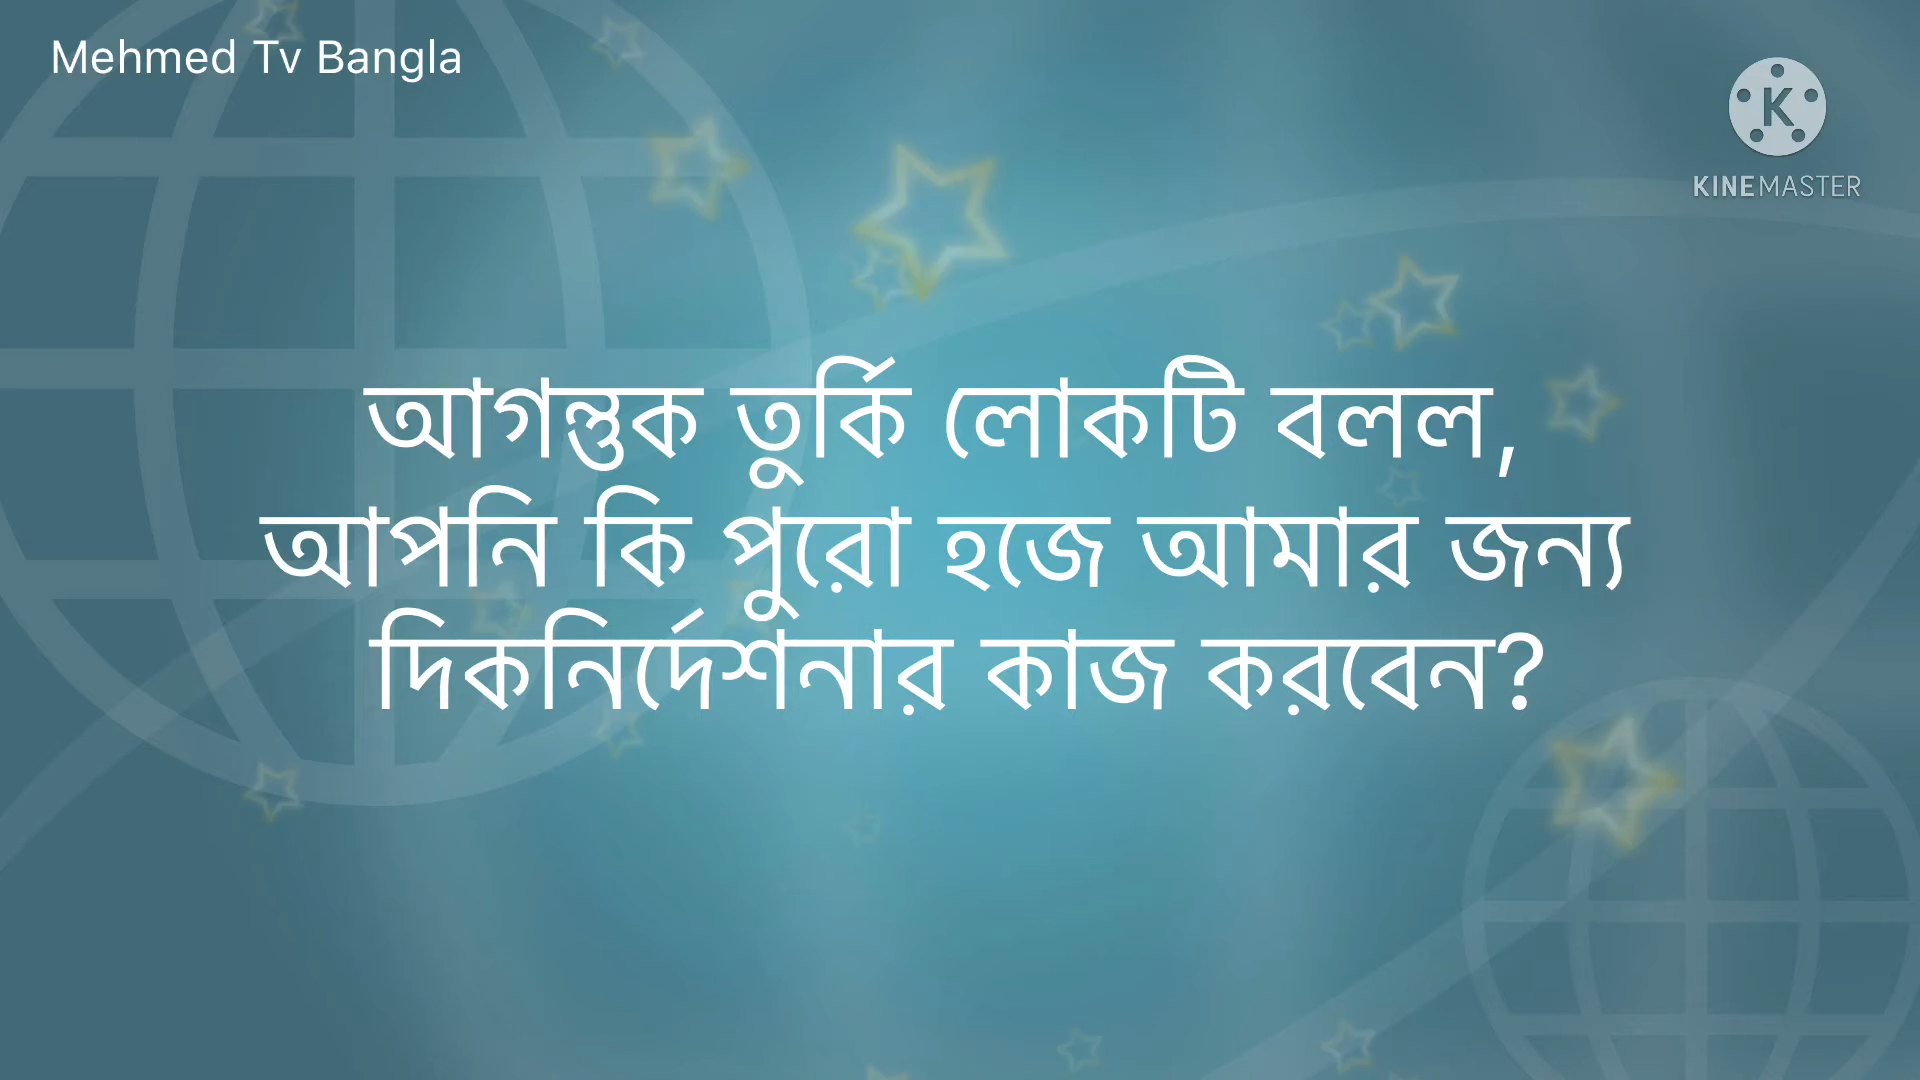 Mehmed Tv Bangla
KINEMASTER
আগন্তুক তুর্কি লোকটি বলল,
আপনি কি পুরো হজে আমার জন্য
দিকনির্দেশনার কাজ করবেন?